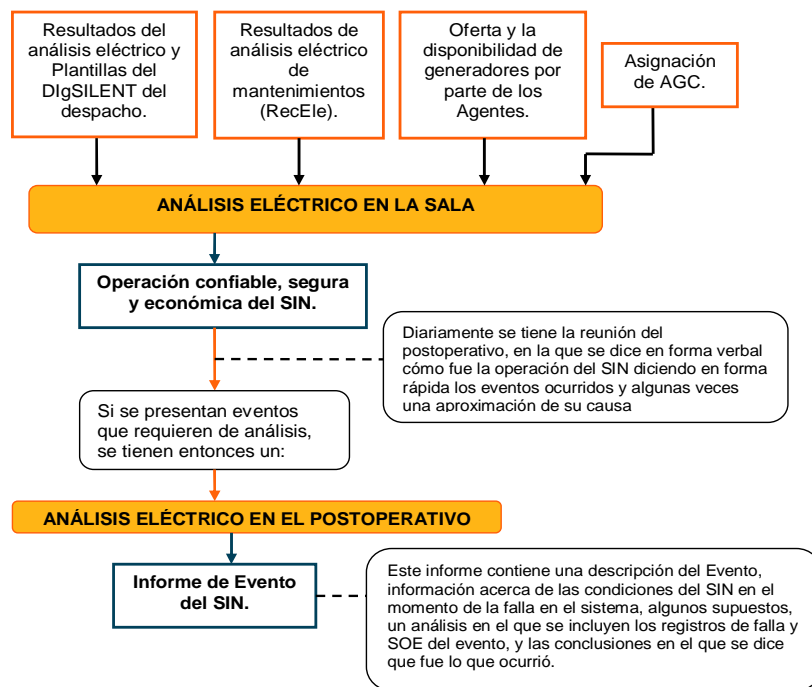 Resultados del
análisis eléctrico y
Plantillas del
DIgSILENT del
despacho.
Resultados de
análisis eléctrico
de
mantenimientos
(RecEle).
Oferta y la
disponibilidad de
generadores por
parte de los
Agentes.
Asignación
de AGC.
ANÁLISIS ELÉCTRICO EN LA SALA
Operación confiable, segura
y económica del SIN.
Diariamente se tiene la reunión del
postoperativo, en la que se dice en forma verbal
cómo fue la operación del SIN diciendo en forma
rápida los eventos ocurridos y algunas veces
una aproximación de su causa
Si se presentan eventos
que requieren de análisis,
se tienen entonces un:
ANÁLISIS ELÉCTRICO EN EL POSTOPERATIVO
Informe de Evento
del SIN.
Este informe contiene una descripción del Evento,
información acerca de las condiciones del SIN en el
momento de la falla en el sistema, algunos supuestos,
un análisis en el que se incluyen los registros de falla y
SOE del evento, y las conclusiones en el que se dice
que fue lo que ocurrió.